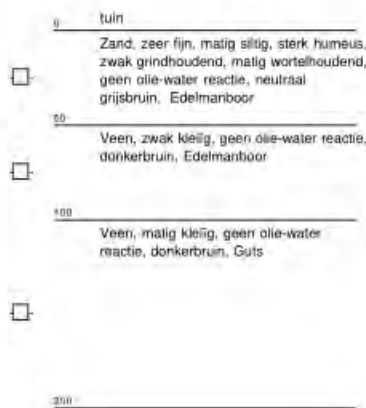 0
tuin
Zand, zeer fijn, matig siltig, sterk humeus,
zwak grindhoudend, matig wortelhoudend,
geen olie-water reactie, neutraal
grijsbruin, Edelmanboor
50
Veen, zwak kleiïg, geen olie-water reactie,
donkerbruin, Edelmanboor
100
Veen, matig kleiïg, geen olie-water
reactie, donkerbruin, Guts
200